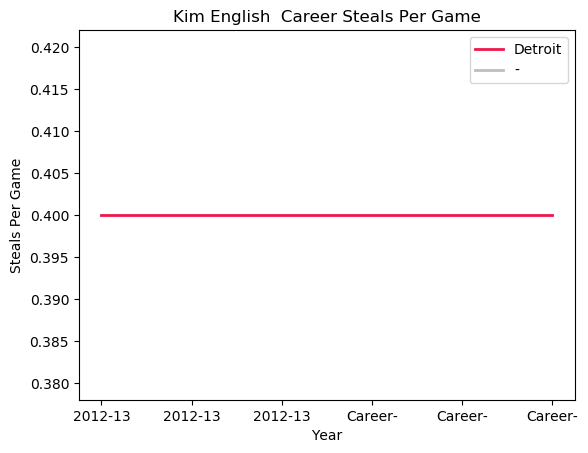 Kim English  Career Steals Per Game
Detroit
-
0.420
0.415
0.410
0.405
0.400
0.395
0.390
0.385
0.380
Steals Per Game
2012-13 2012-13 2012-13 Career- Career- Career-
Year